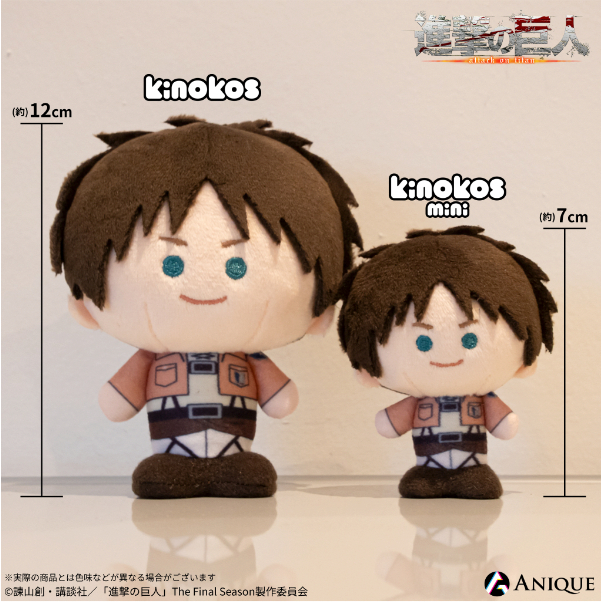 進撃の巨人
attack on titan
kinokos
(約)12cm
kinokos
mini
(約)7cm
※実際の商品とは色味などが異なる場合がございます
©諫山創・講談社／「進撃の巨人」The Final Season製作委員会
ANIQUE